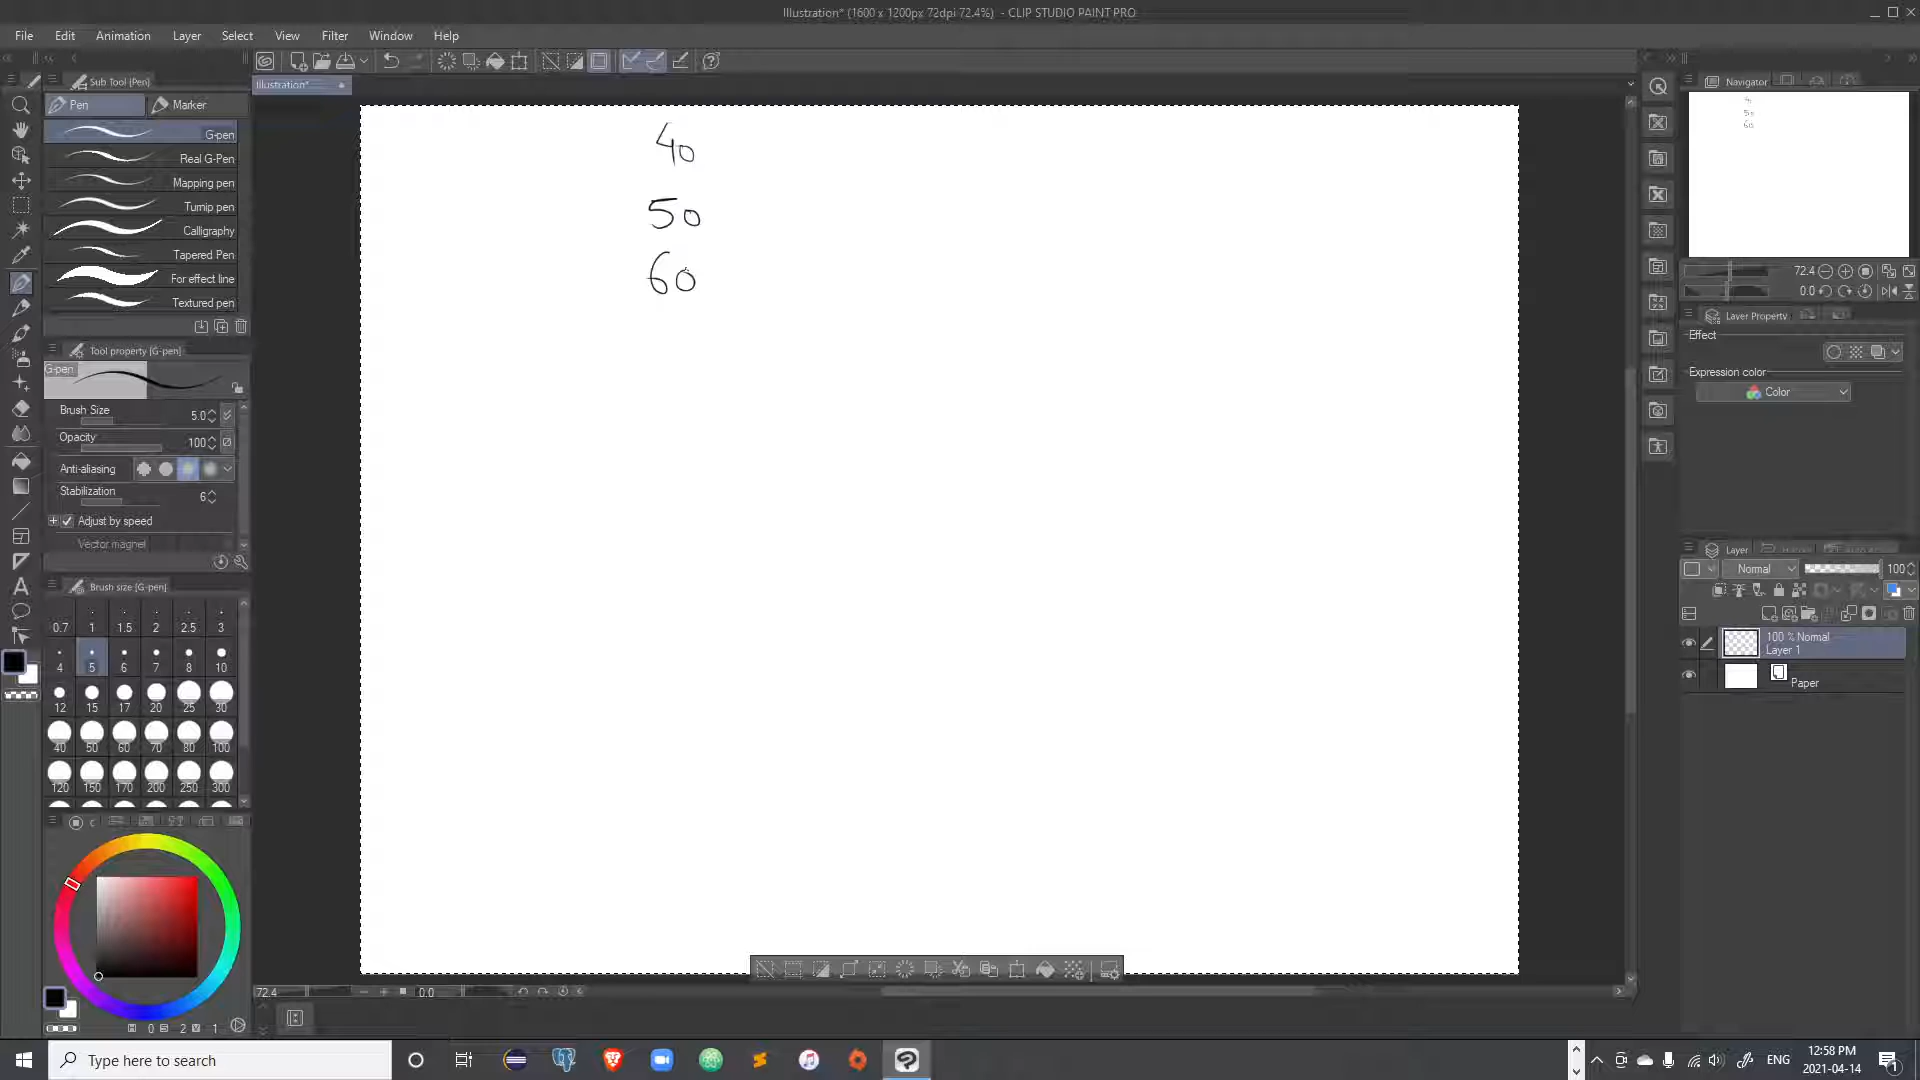 Illustration* (1600 x 1200px 72dpi 72.4%) - CLIP STUDIO PAINT PRO
File Edit Animation Layer Select View Filter Window Help
Sub Tool [Pen]
Illustration*
Navigator
Pen Marker
G-pen
Real G-Pen
Mapping pen
Turnip pen
Calligraphy
Tapered Pen
For effect line
Textured pen
40
50
60
72.4
0.0
Layer Property
Effect
Expression color
Color
Tool property [G-pen]
G-pen
Brush Size 5.0
Opacity 100
Anti-aliasing
Stabilization 6
Adjust by speed
Vector magnet
Brush size [G-pen]
0.7 1 1.5 2 2.5 3
4 5 6 7 8 10
12 15 17 20 25 30
40 50 60 70 80 100
120 150 170 200 250 300
Layer
Normal 100
100 % Normal
Layer 1
Paper
72.4 0.0
0 2 1
Type here to search
ENG
12:58 PM
2021-04-14
1